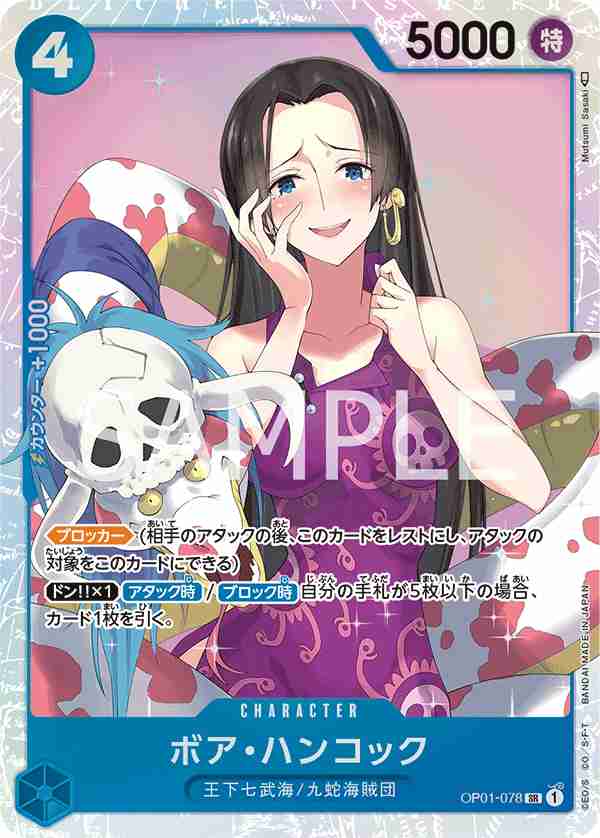 4
5000 特
Mutsumi Sasaki
カウンター+1000
SAMPLE
ブロッカー (相手のアタックの後、このカードをレストにし、アタックの
対象をこのカードにできる)
ドン!!×1 アタック時 / ブロック時 自分の手札が5枚以下の場合、
カード1枚を引く。
BANDAI MADE IN JAPAN
©E.O/S. ©O./S・F・T
CHARACTER
ボア・ハンコック
王下七武海/九蛇海賊団
OP01-078 SR 1